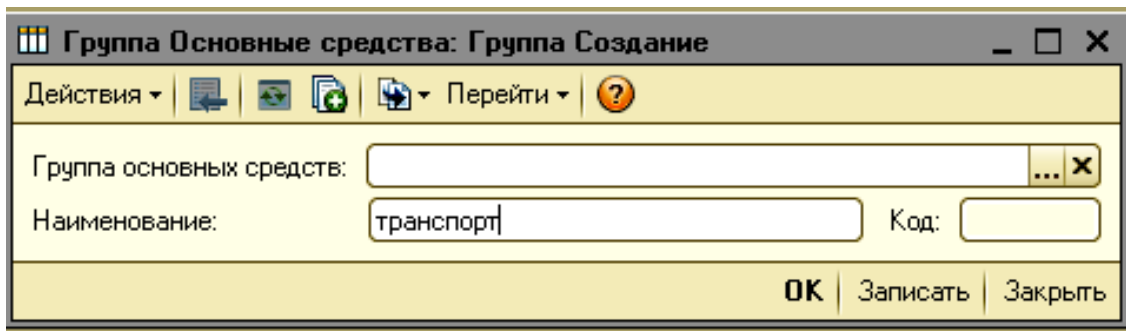 Группа Основные средства: Группа Создание
Действия Перейти ?
Группа основных средств: ...
Наименование: транспорт Код:
OK Записать Закрыть